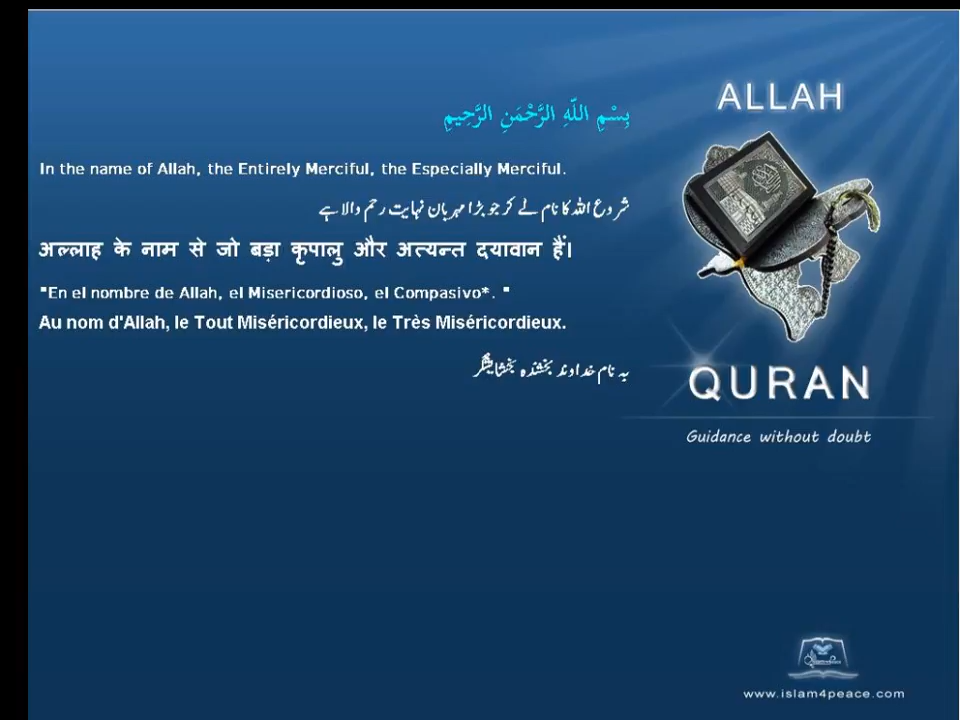 بِسْمِ اللَّهِ الرَّحْمَنِ الرَّحِيمِ
In the name of Allah, the Entirely Merciful, the Especially Merciful.
شروع اللہ کا نام لے کر جو بڑا مہربان نہایت رحم والا ہے
अल्लाह के नाम से जो बड़ा कृपालु और अत्यन्त दयावान हैं।
"En el nombre de Allah, el Misericordioso, el Compasivo*. "
Au nom d'Allah, le Tout Miséricordieux, le Très Miséricordieux.
به نام خداوند بخشنده بخشایشگر
ALLAH
QURAN
Guidance without doubt
www.islam4peace.com